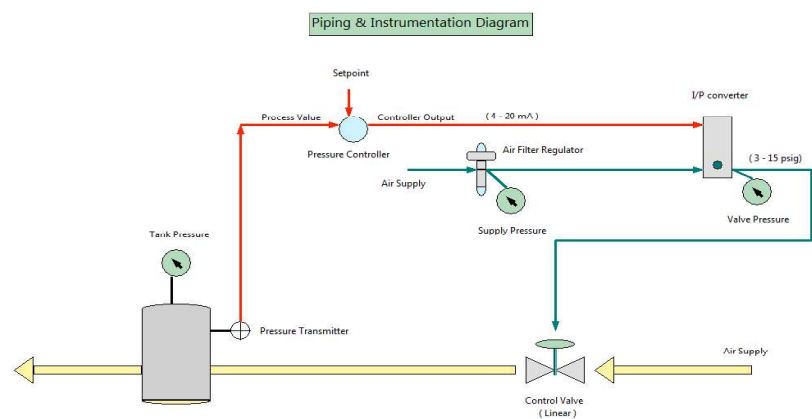 Piping & Instrumentation Diagram
Setpoint
I/P converter
Process Value
Controller Output
( 4 - 20 mA )
Pressure Controller
Air Filter Regulator
( 3 - 15 psig)
Air Supply
Supply Pressure
Valve Pressure
Tank Pressure
Pressure Transmitter
Air Supply
Control Valve
( Linear )